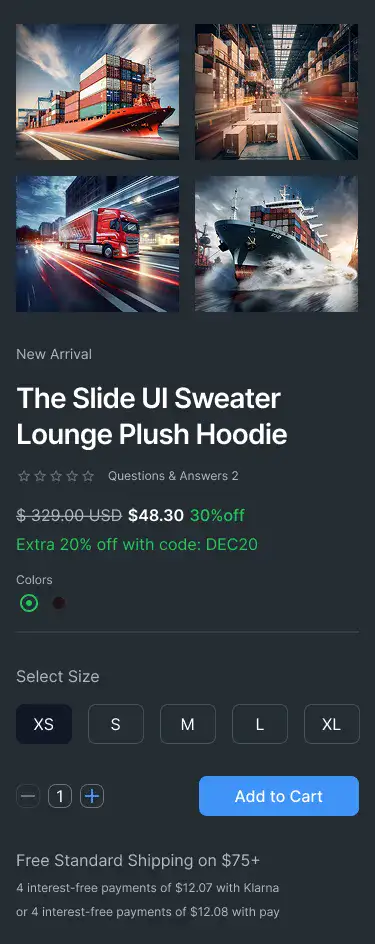 New Arrival
The Slide UI Sweater
Lounge Plush Hoodie
Questions & Answers 2
$ 329.00 USD $48.30 30%off
Extra 20% off with code: DEC20
Colors
Select Size
XS S M L XL
1 Add to Cart
Free Standard Shipping on $75+
4 interest-free payments of $12.07 with Klarna
or 4 interest-free payments of $12.08 with pay